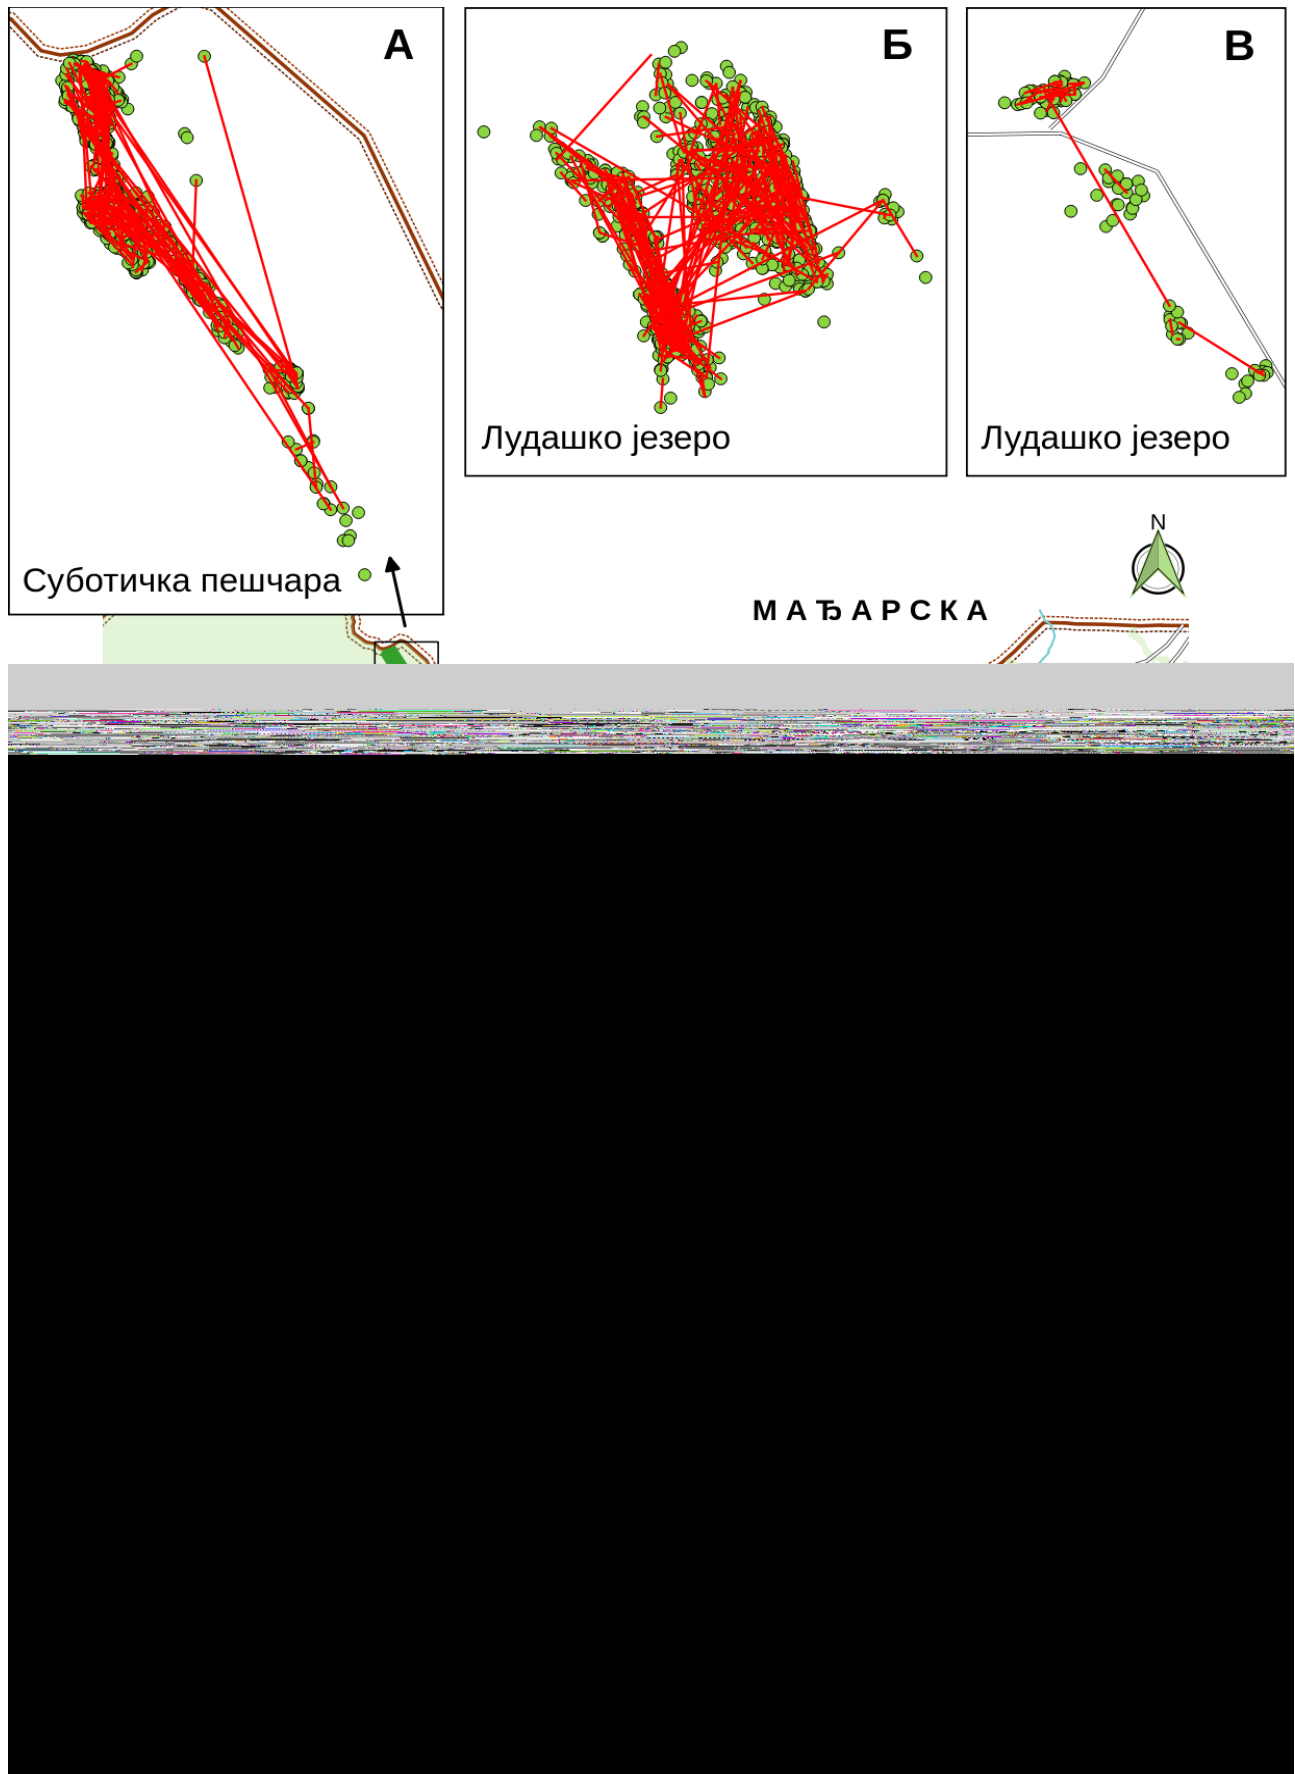 А
Б
В
Лудашко језеро
Лудашко језеро
Суботичка пешчара
N
МАЂАРСКА